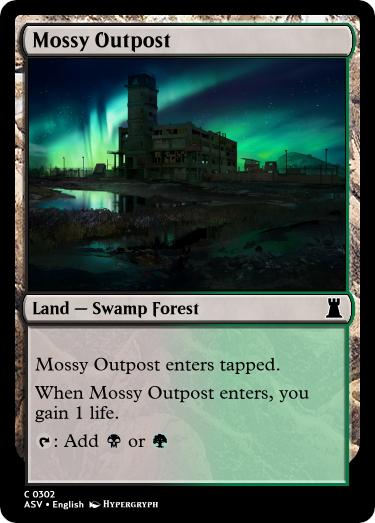 Mossy Outpost
Land — Swamp Forest
Mossy Outpost enters tapped.
When Mossy Outpost enters, you
gain 1 life.
: Add or
C 0302
ASV • English HYPERGRYPH